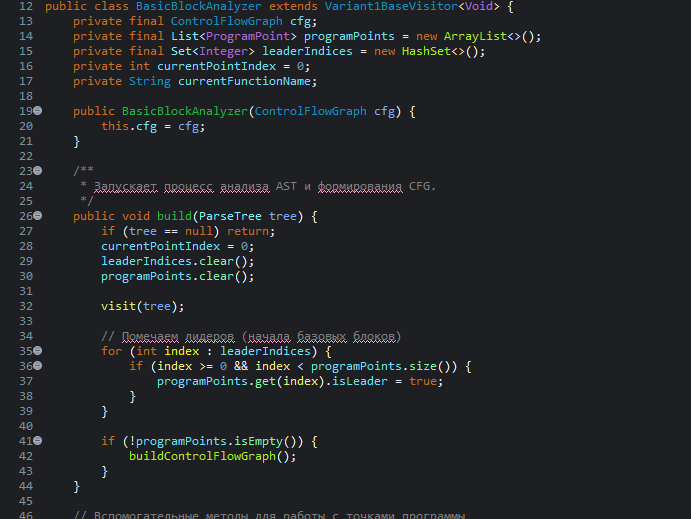 12 public class BasicBlockAnalyzer extends Variant1BaseVisitor<Void> {
13     private final ControlFlowGraph cfg;
14     private final List<ProgramPoint> programPoints = new ArrayList<>();
15     private final Set<Integer> leaderIndices = new HashSet<>();
16     private int currentPointIndex = 0;
17     private String currentFunctionName;
18
19     public BasicBlockAnalyzer(ControlFlowGraph cfg) {
20         this.cfg = cfg;
21     }
22
23     /**
24      * Запускает процесс анализа AST и формирования CFG.
25      */
26     public void build(ParseTree tree) {
27         if (tree == null) return;
28         currentPointIndex = 0;
29         leaderIndices.clear();
30         programPoints.clear();
31
32         visit(tree);
33
34         // Помечаем лидеров (начала базовых блоков)
35         for (int index : leaderIndices) {
36             if (index >= 0 && index < programPoints.size()) {
37                 programPoints.get(index).isLeader = true;
38             }
39         }
40
41         if (!programPoints.isEmpty()) {
42             buildControlFlowGraph();
43         }
44     }
45
46     // Вспомогательные методы для работы с точками программы